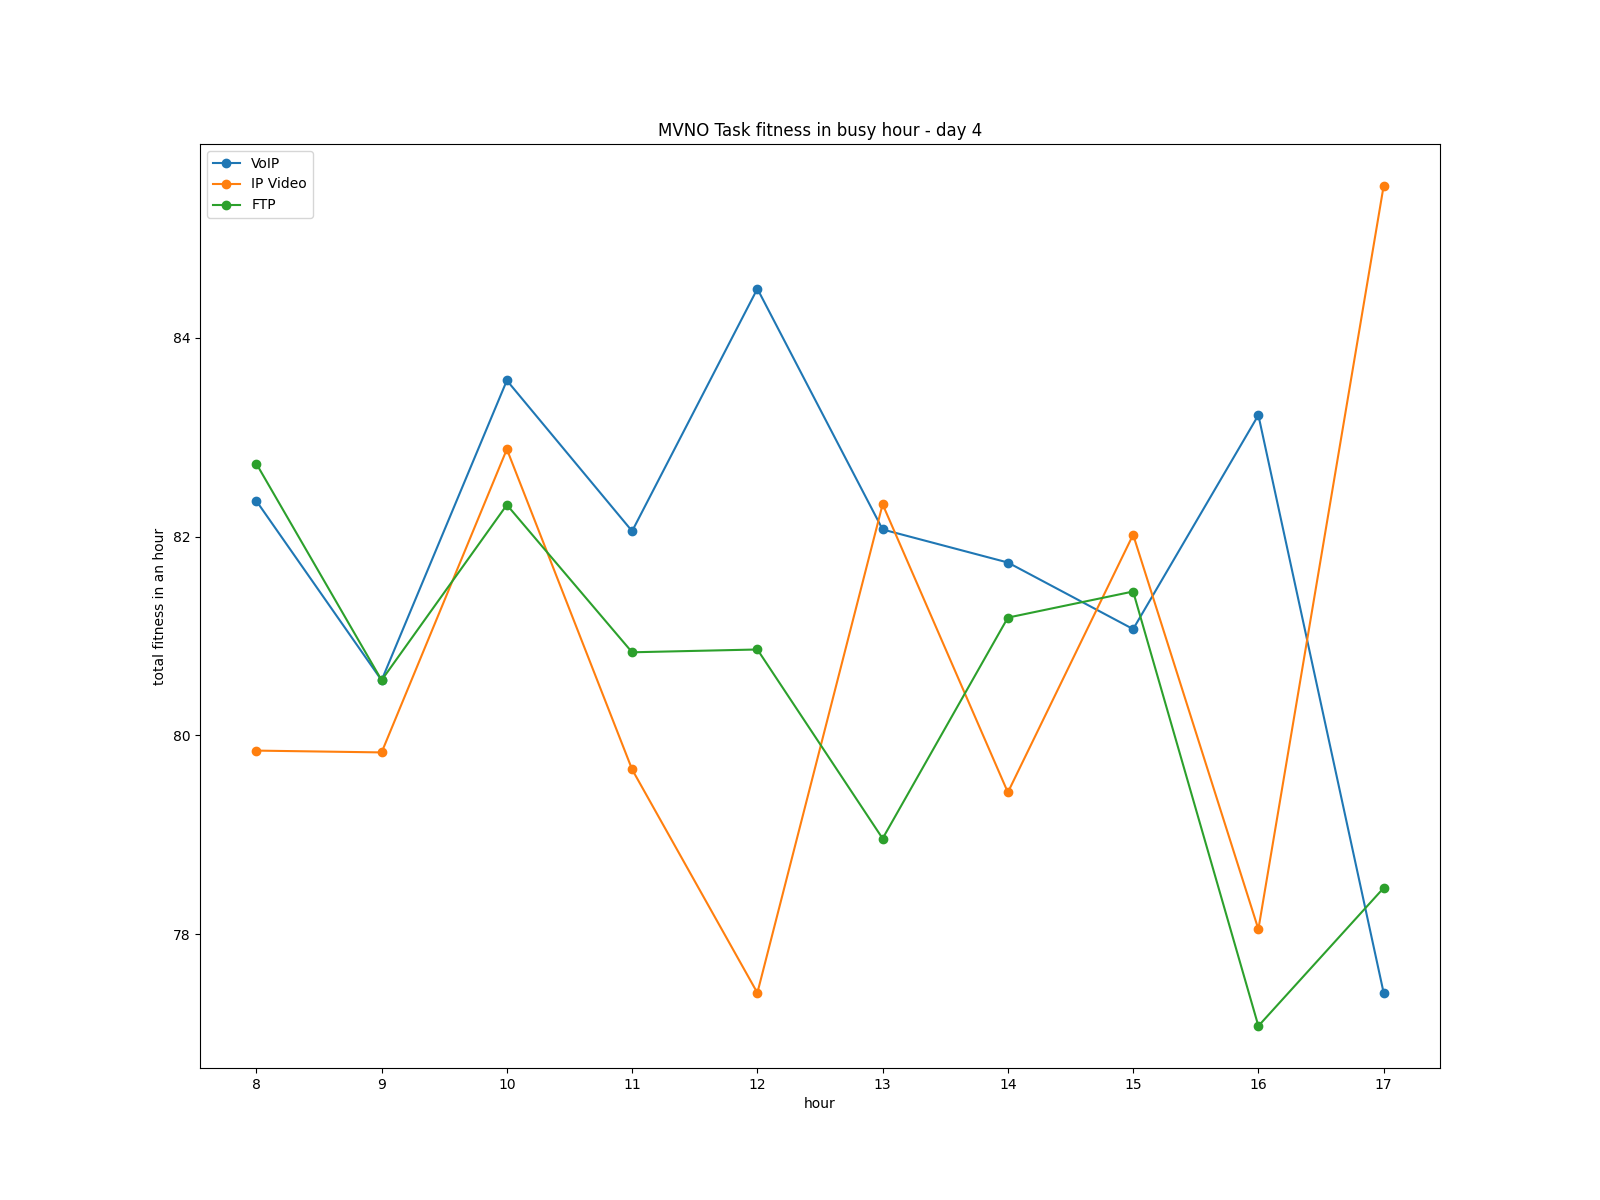 MVNO Task fitness in busy hour - day 4
VoIP
IP Video
FTP
84
82
80
78
total fitness in an hour
8 9 10 11 12 13 14 15 16 17
hour